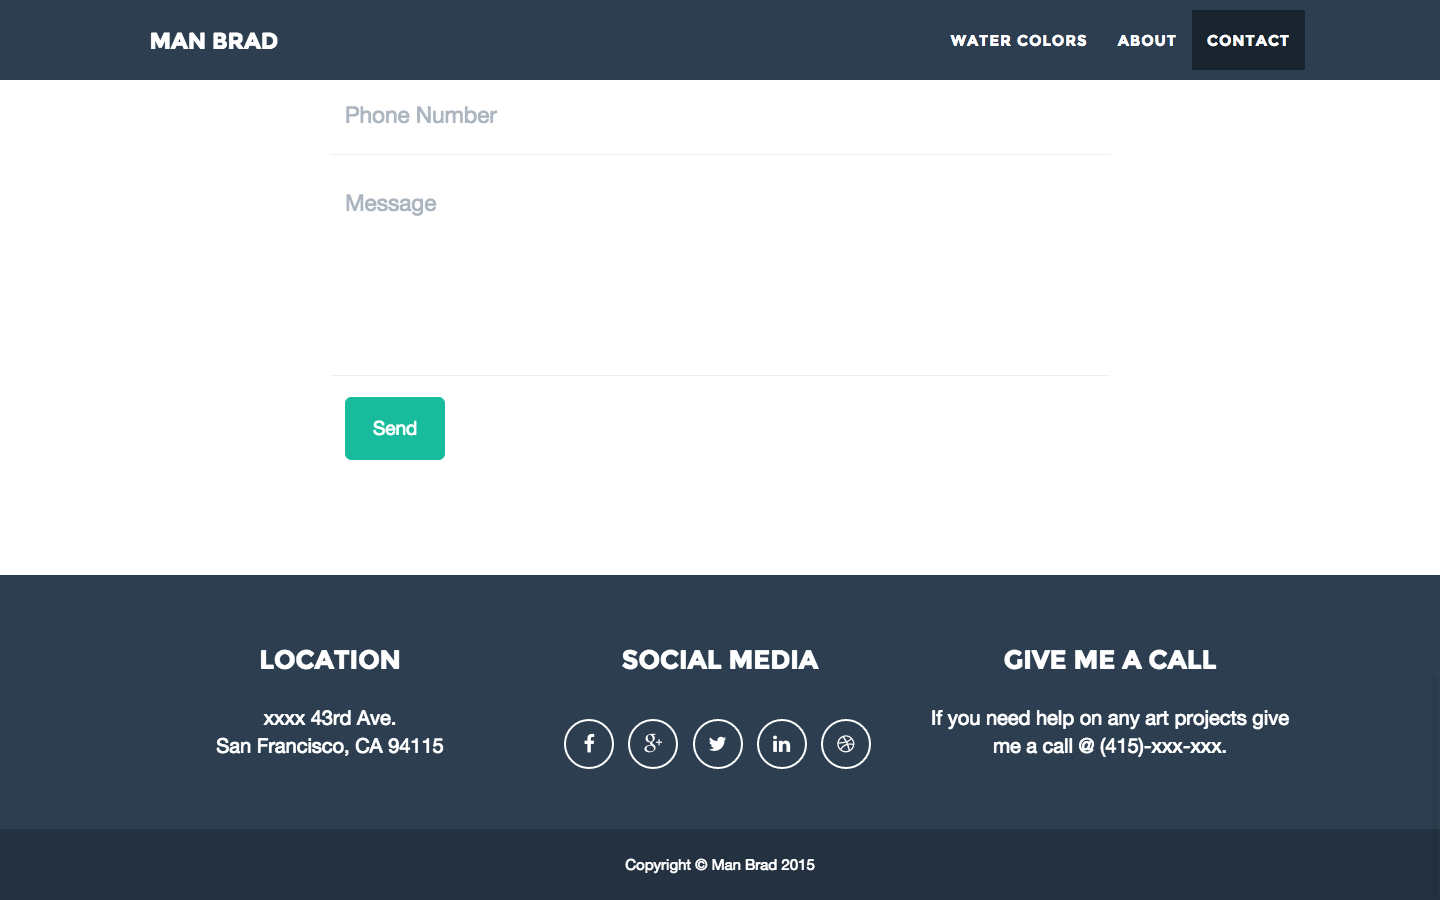 MAN BRAD
WATER COLORS
ABOUT
CONTACT
Phone Number
Message
Send
LOCATION
xxxx 43rd Ave.
San Francisco, CA 94115
SOCIAL MEDIA
GIVE ME A CALL
If you need help on any art projects give
me a call @ (415)-xxx-xxx.
Copyright © Man Brad 2015